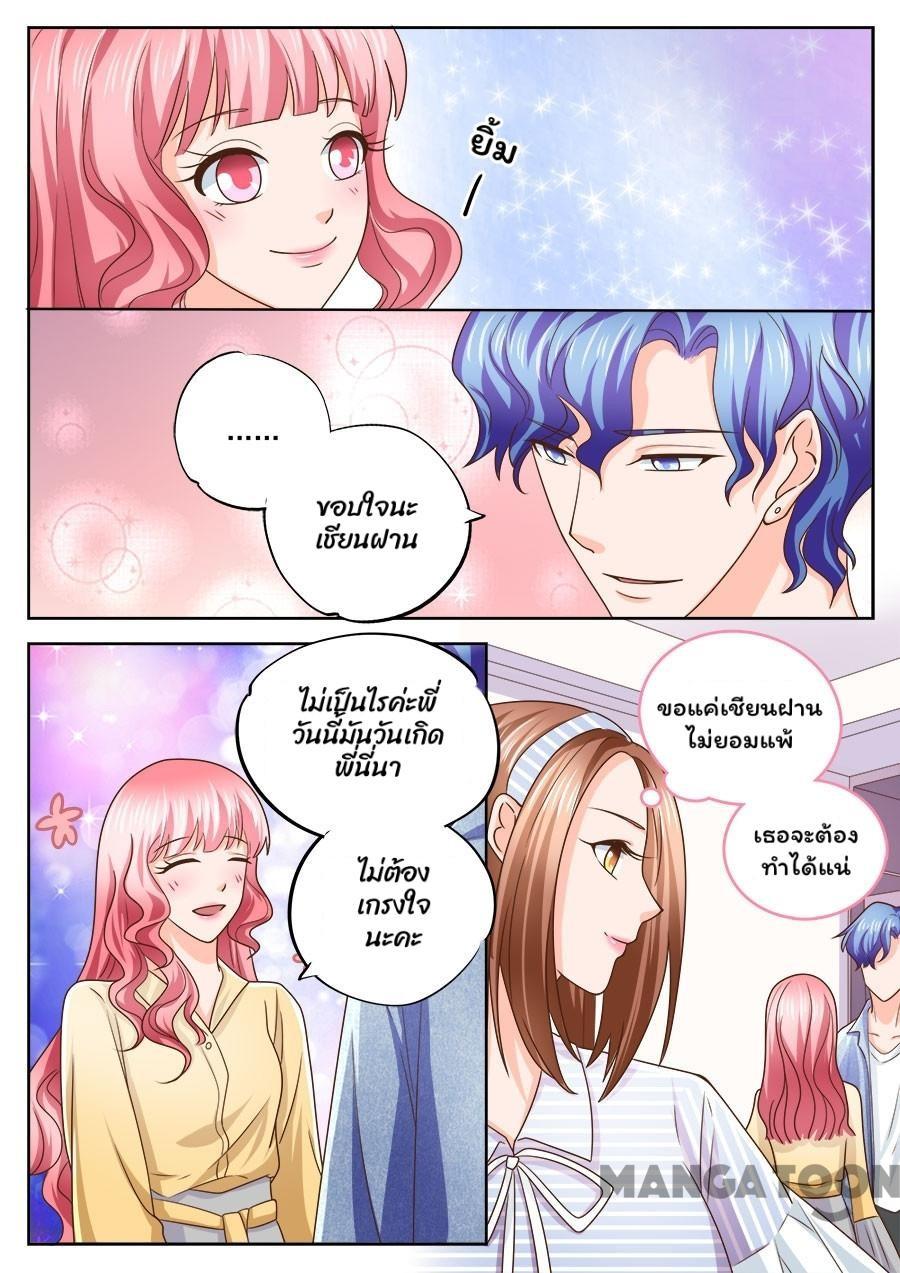 ยิ้ม
......
ขอบใจนะ
เชียนฝาน
ไม่เป็นไรค่ะพี่
วันนี้มันวันเกิด
พี่นี่นา
ไม่ต้อง
เกรงใจ
นะคะ
ขอแค่เชียนฝาน
ไม่ยอมแพ้
เธอจะต้อง
ทำได้แน่
MANGATOON